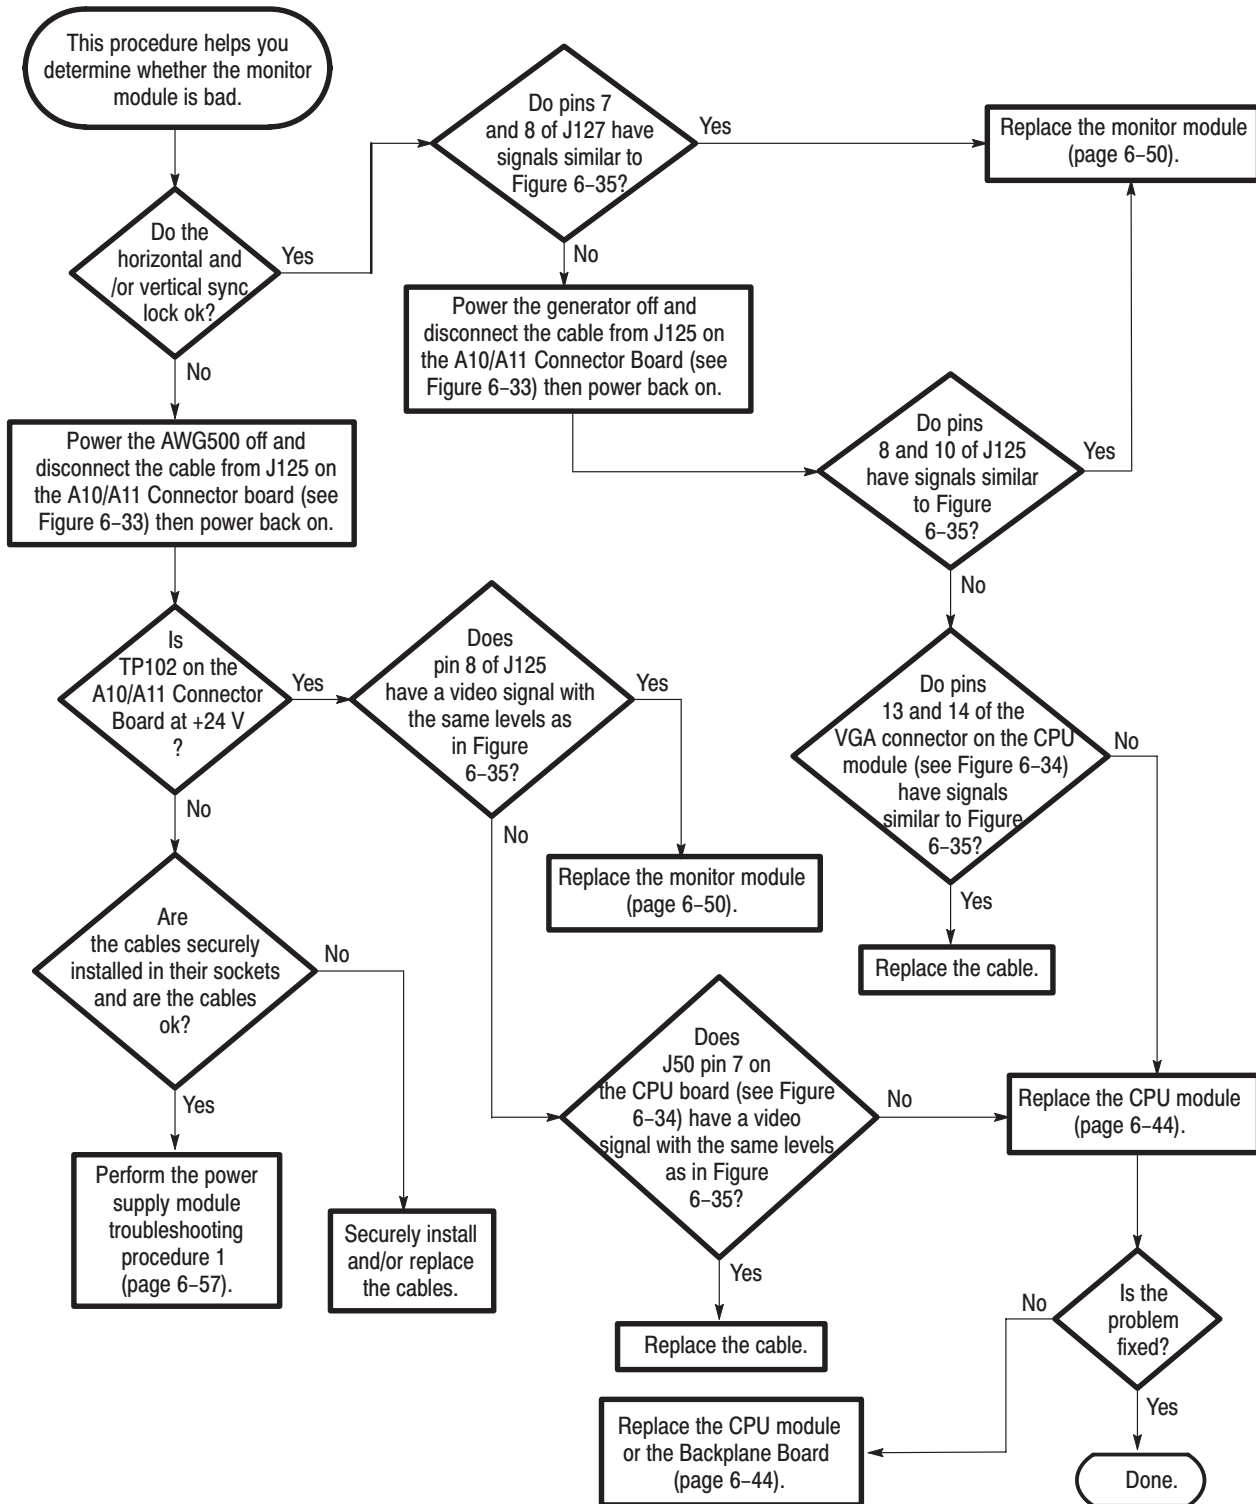 This procedure helps you
determine whether the monitor
module is bad.
Do the
horizontal and
/or vertical sync
lock ok?
Yes
No
Do pins 7
and 8 of J127 have
signals similar to
Figure 6–35?
Yes
No
Replace the monitor module
(page 6–50).
Power the generator off and
disconnect the cable from J125 on
the A10/A11 Connector Board (see
Figure 6–33) then power back on.
Do pins
8 and 10 of J125
have signals similar
to Figure
6–35?
Yes
No
Power the AWG500 off and
disconnect the cable from J125 on
the A10/A11 Connector board (see
Figure 6–33) then power back on.
Is
TP102 on the
A10/A11 Connector
Board at +24 V
?
Yes
No
Does
pin 8 of J125
have a video signal with
the same levels as
in Figure
6–35?
Yes
No
Do pins
13 and 14 of the
VGA connector on the CPU
module (see Figure 6–34)
have signals
similar to Figure
6–35?
No
Yes
Replace the monitor module
(page 6–50).
Replace the cable.
Are
the cables securely
installed in their sockets
and are the cables
ok?
No
Yes
Does
J50 pin 7 on
the CPU board (see Figure
6–34) have a video
signal with the same levels
as in Figure
6–35?
No
Yes
Replace the CPU module
(page 6–44).
Perform the power
supply module
troubleshooting
procedure 1
(page 6–57).
Securely install
and/or replace
the cables.
Replace the cable.
Is the
problem
fixed?
No
Yes
Replace the CPU module
or the Backplane Board
(page 6–44).
Done.